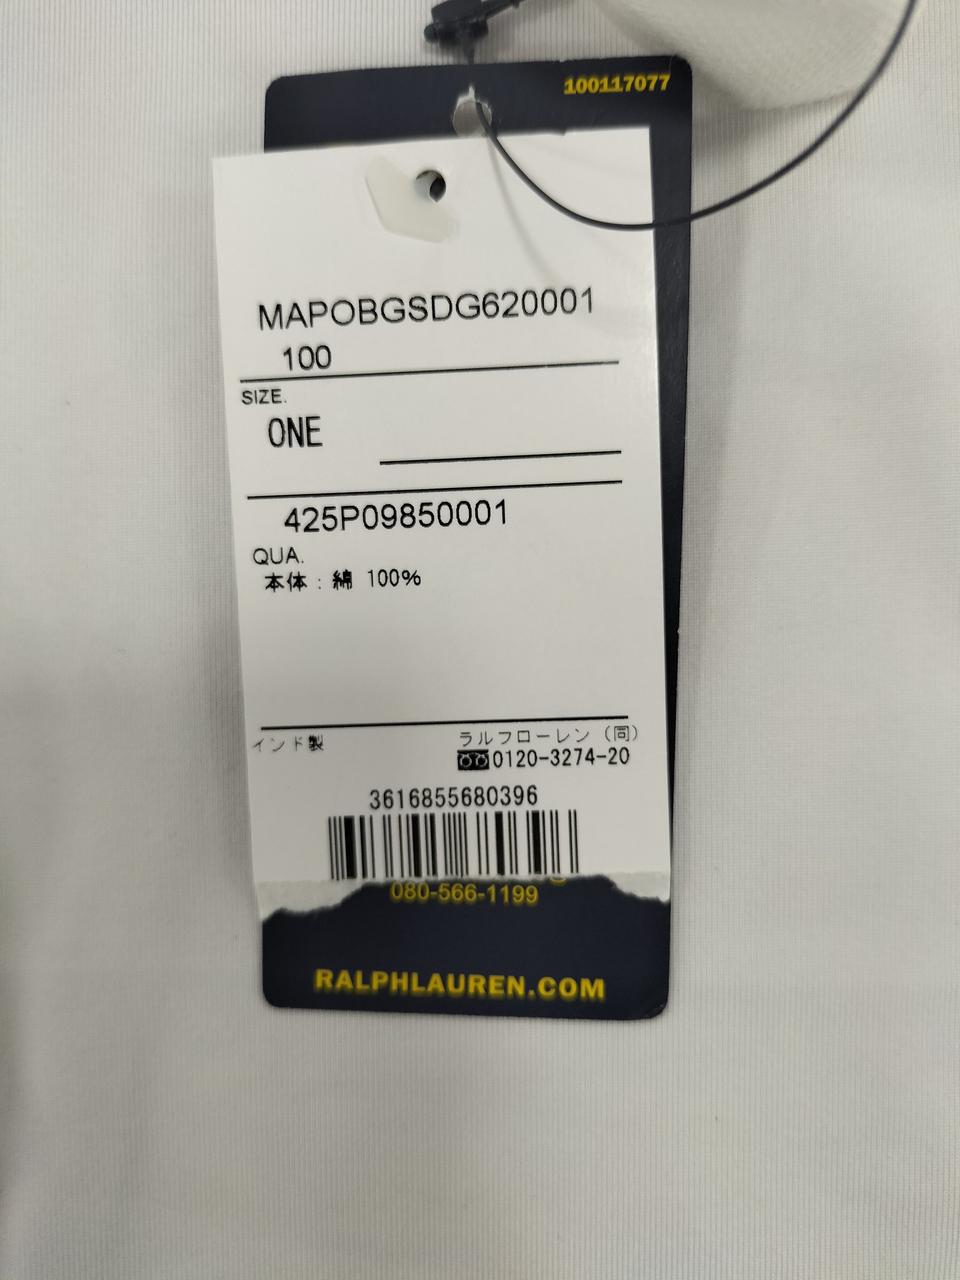 100117077
MAPOBGSDG620001
100
SIZE.
ONE
425P09850001
QUA.
本体 : 綿 100%
インド製
ラルフローレン (同)
0120-3274-20
3616855680396
080-566-1199
RALPHLAUREN.COM